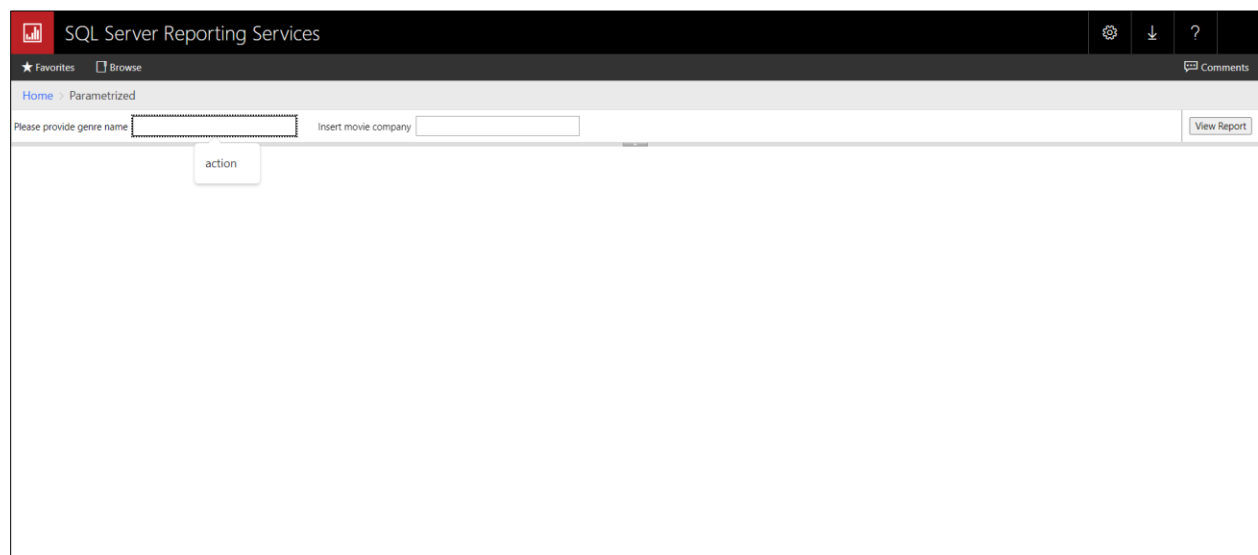 SQL Server Reporting Services
?
Favorites Browse Comments
Home > Parametrized
Please provide genre name Insert movie company View Report
action